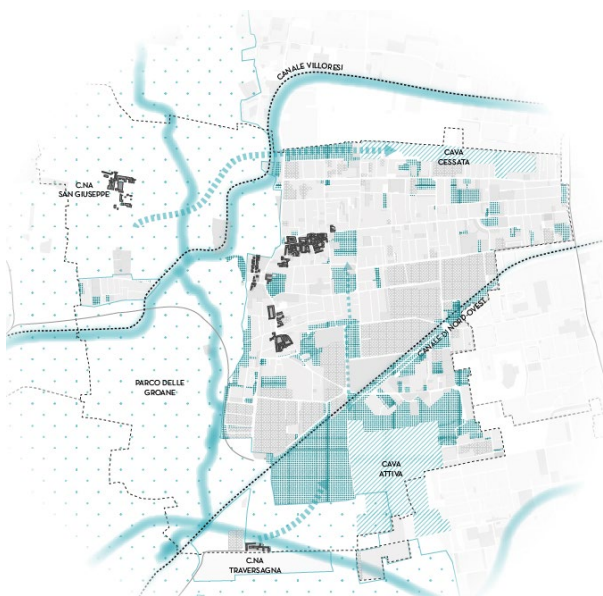 CANALE VILLORESI
CAVA
CESSATA
C.NA
SAN GIUSEPPE
CANALE DI NORD-OVEST
PARCO DELLE
GROANE
CAVA
ATTIVA
C.NA
TRAVERSAGNA